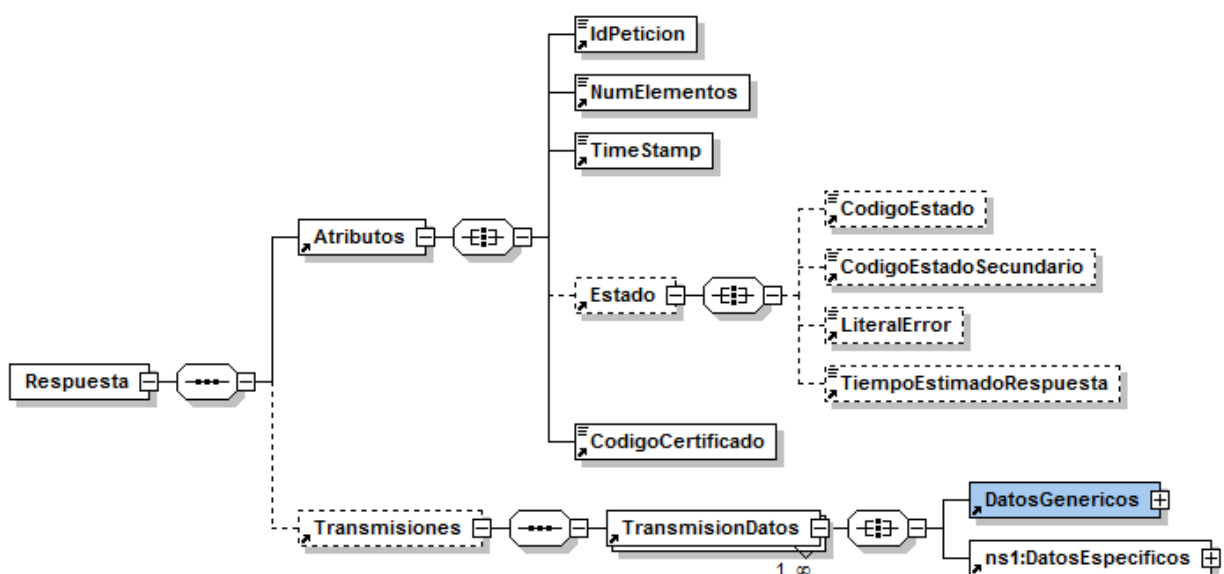 IdPeticion
NumElementos
TimeStamp
CodigoEstado
Atributos
CodigoEstadoSecundario
Estado
LiteralError
Respuesta
TiempoEstimadoRespuesta
CodigoCertificado
DatosGenericos
Transmisiones
TransmisionDatos
ns1:DatosEspecificos
1 ∞